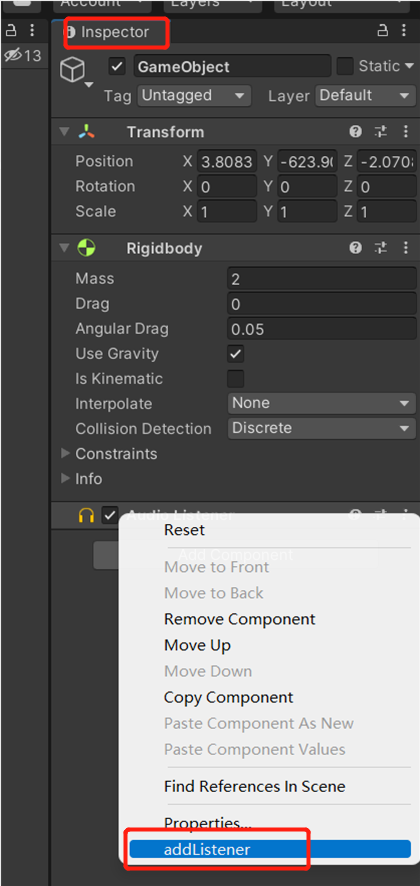 Account Layers Layout
Inspector
13
GameObject Static
Tag Untagged Layer Default
Transform
Position X 3.8083 Y -623.90 Z -2.0708
Rotation X 0 Y 0 Z 0
Scale X 1 Y 1 Z 1
Rigidbody
Mass 2
Drag 0
Angular Drag 0.05
Use Gravity
Is Kinematic
Interpolate None
Collision Detection Discrete
Constraints
Info
Audio Listener
Reset
Add Component
Move to Front
Move to Back
Remove Component
Move Up
Move Down
Copy Component
Paste Component As New
Paste Component Values
Find References In Scene
Properties...
addListener